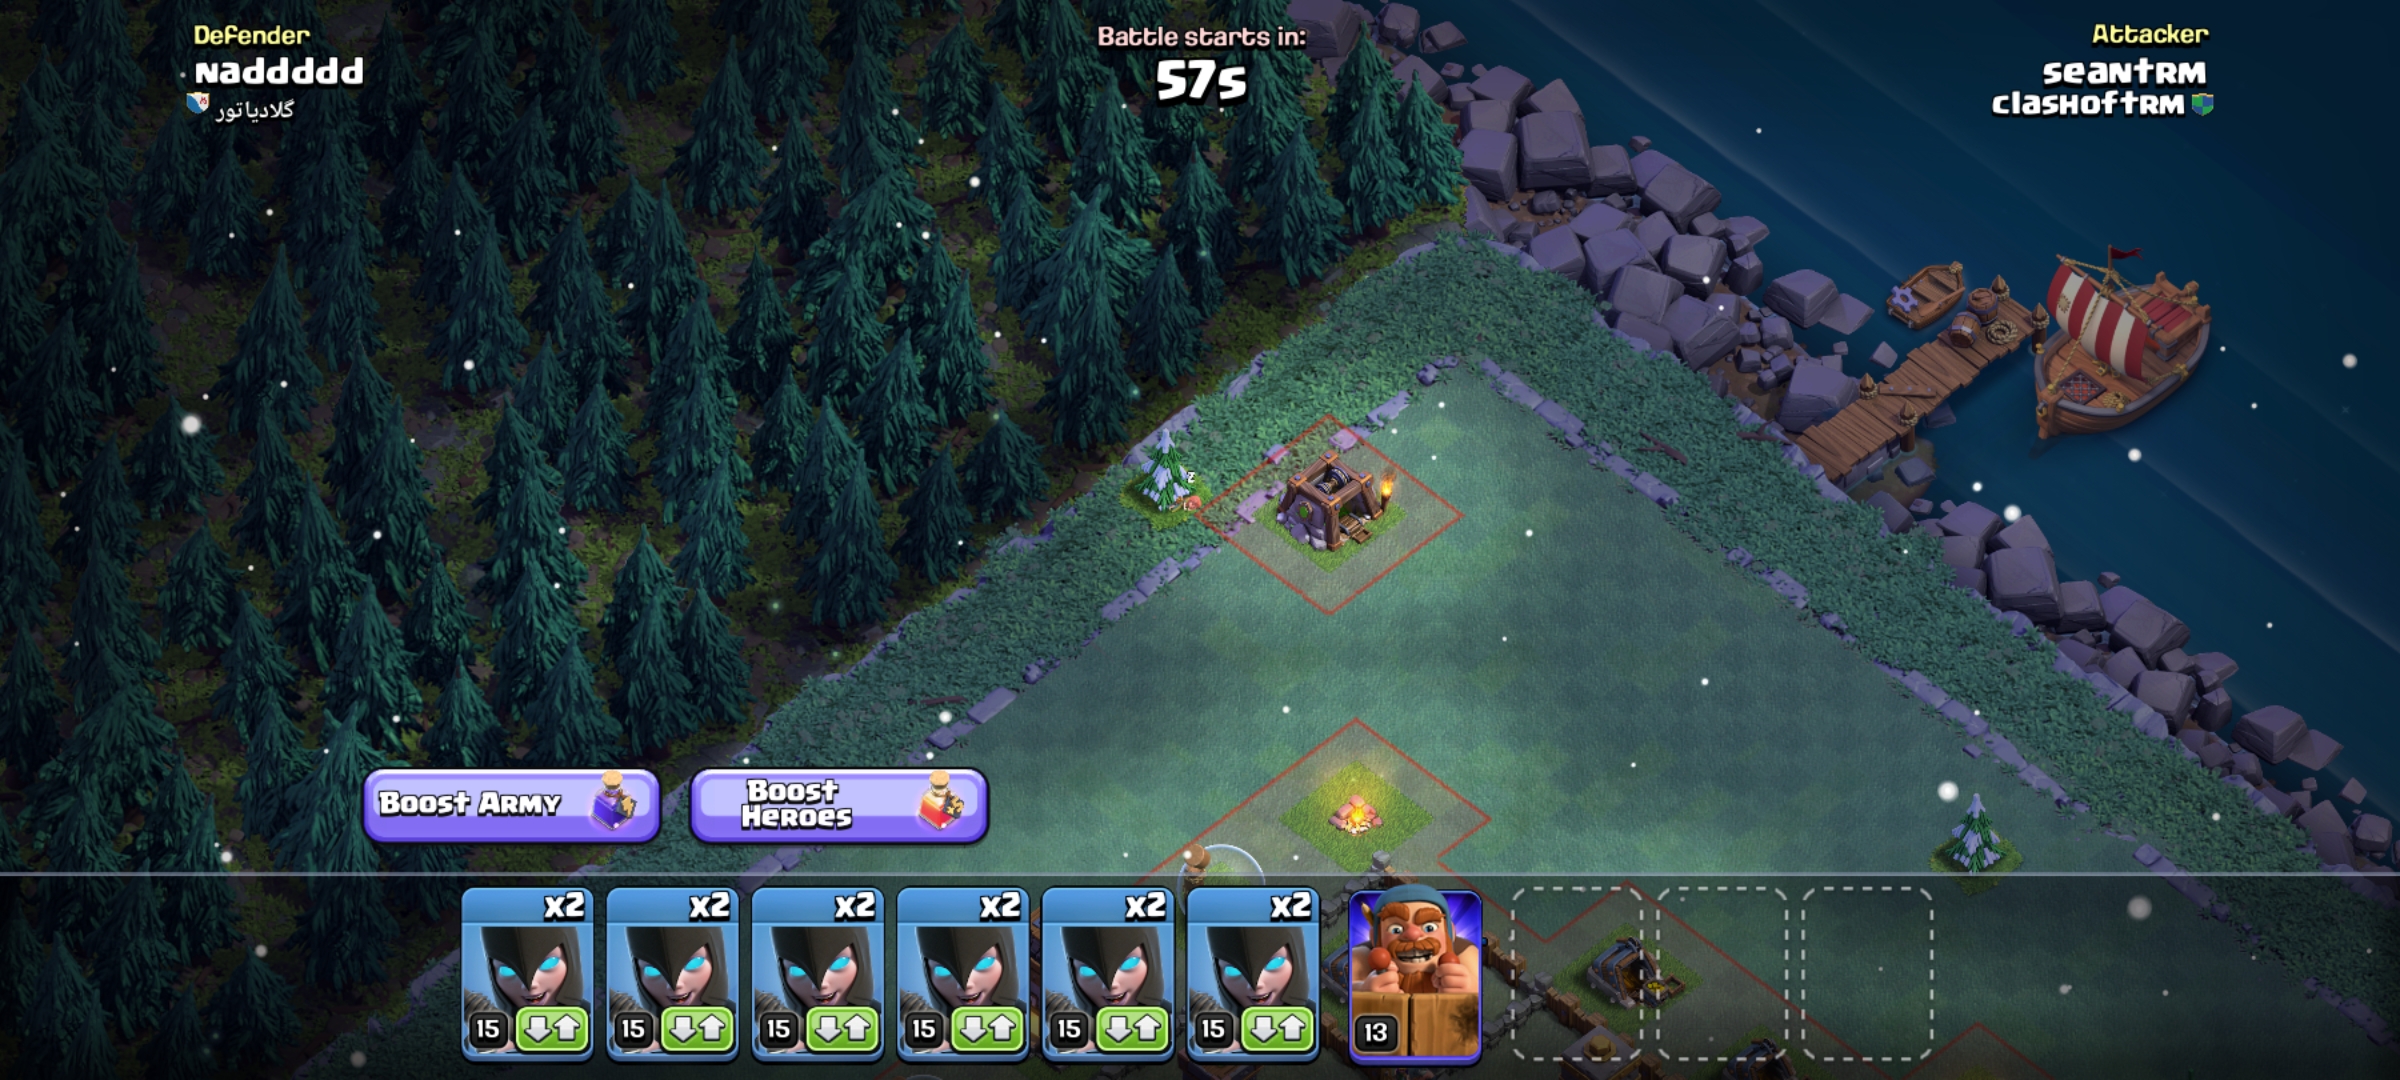 Defender
Naddddd
گلادیاتور
Battle starts in:
57s
Attacker
seantRM
clashoftRM
Boost Army
Boost
Heroes
x2
x2
x2
x2
x2
x2
15
15
15
15
15
15
13